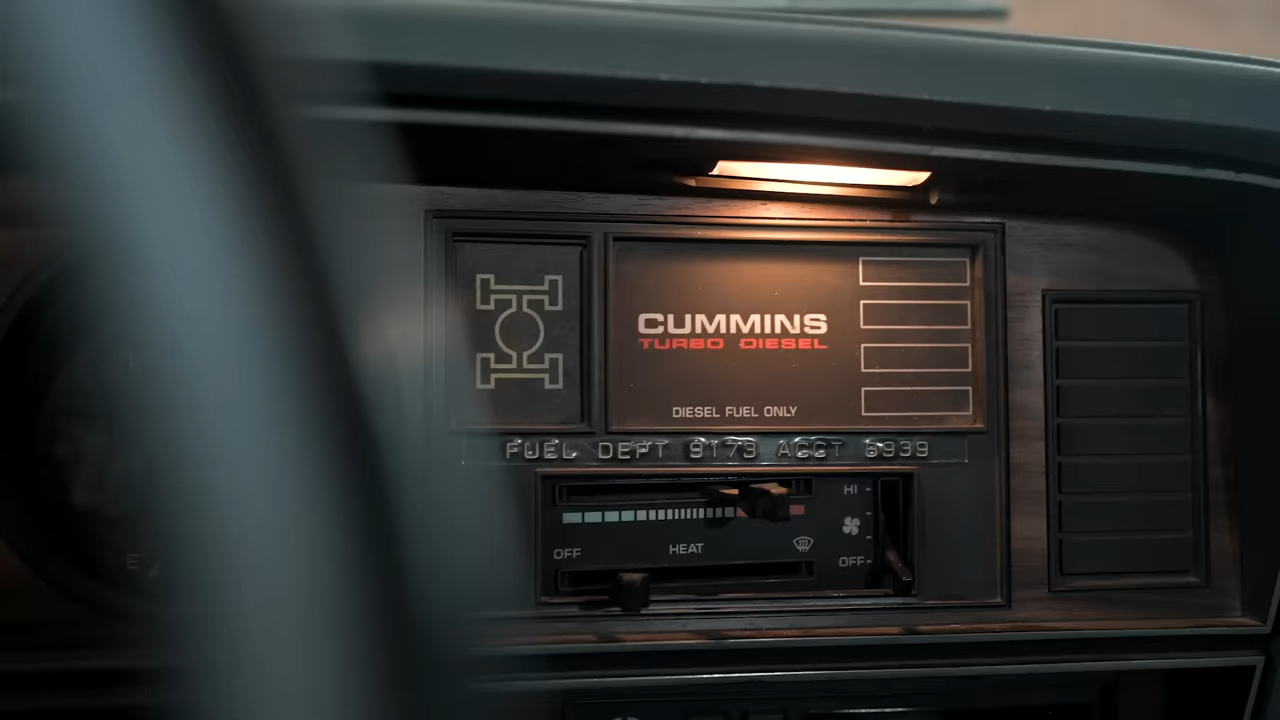 CUMMINS
TURBO DIESEL
DIESEL FUEL ONLY
FUEL DEPT 9173 ACCT 6939
HI
OFF
HEAT
OFF
E